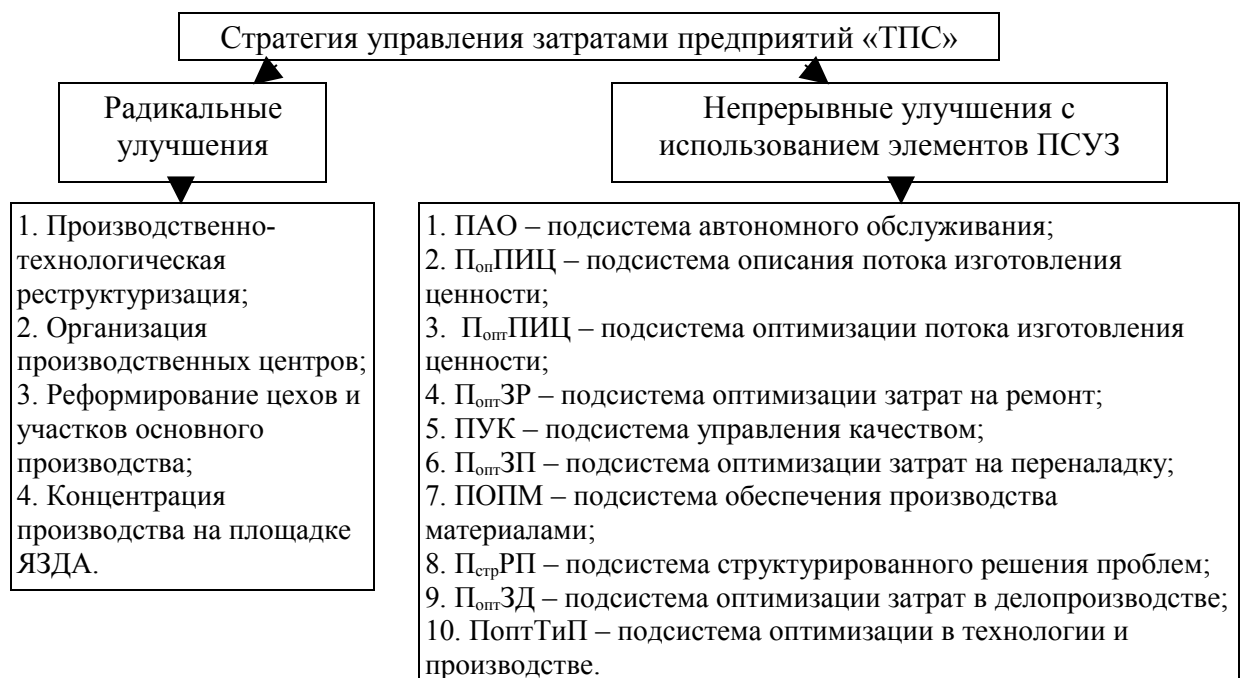 Стратегия управления затратами предприятий «ТПС»
Радикальные
улучшения
Непрерывные улучшения с
использованием элементов ПСУЗ
1. Производственно-
технологическая
реструктуризация;
2. Организация
производственных центров;
3. Реформирование цехов и
участков основного
производства;
4. Концентрация
производства на площадке
ЯЗДА.
1. ПАО – подсистема автономного обслуживания;
2. ПопПИЦ – подсистема описания потока изготовления
ценности;
3. ПоптПИЦ – подсистема оптимизации потока изготовления
ценности;
4. ПоптЗР – подсистема оптимизации затрат на ремонт;
5. ПУК – подсистема управления качеством;
6. ПоптЗП – подсистема оптимизации затрат на переналадку;
7. ПОПМ – подсистема обеспечения производства
материалами;
8. ПстрРП – подсистема структурированного решения проблем;
9. ПоптЗД – подсистема оптимизации затрат в делопроизводстве;
10. ПоптТиП – подсистема оптимизации в технологии и
производстве.